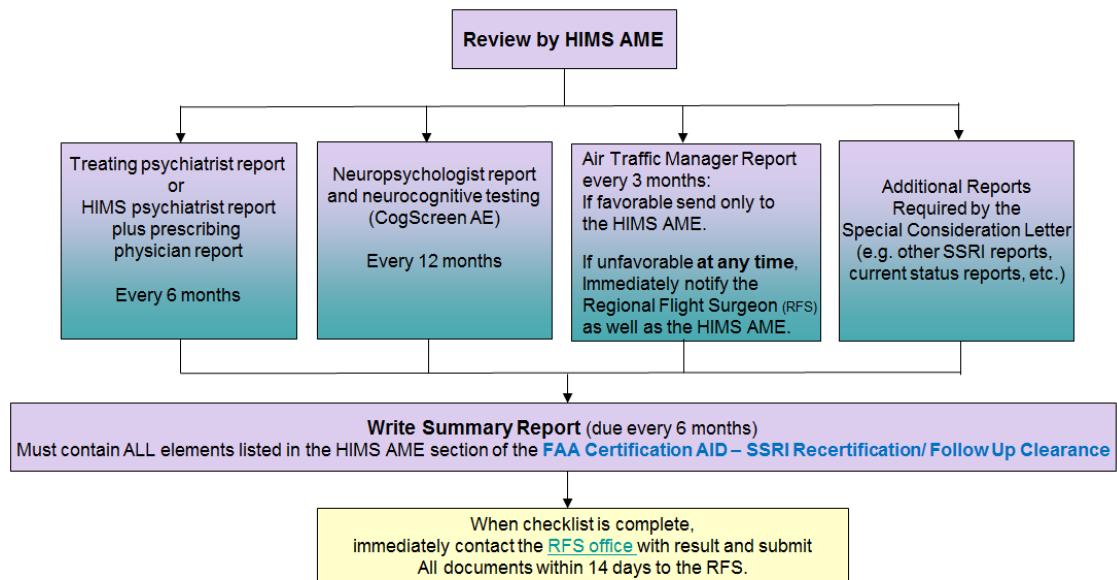 Review by HIMS AME
Treating psychiatrist report
or
HIMS psychiatrist report
plus prescribing
physician report
Every 6 months
Neuropsychologist report
and neurocognitive testing
(CogScreen AE)
Every 12 months
Air Traffic Manager Report
every 3 months:
If favorable send only to
the HIMS AME.
If unfavorable at any time,
Immediately notify the
Regional Flight Surgeon (RFS)
as well as the HIMS AME.
Additional Reports
Required by the
Special Consideration Letter
(e.g. other SSRI reports,
current status reports, etc.)
Write Summary Report (due every 6 months)
Must contain ALL elements listed in the HIMS AME section of the FAA Certification AID – SSRI Recertification/ Follow Up Clearance
When checklist is complete,
immediately contact the RFS office with result and submit
All documents within 14 days to the RFS.